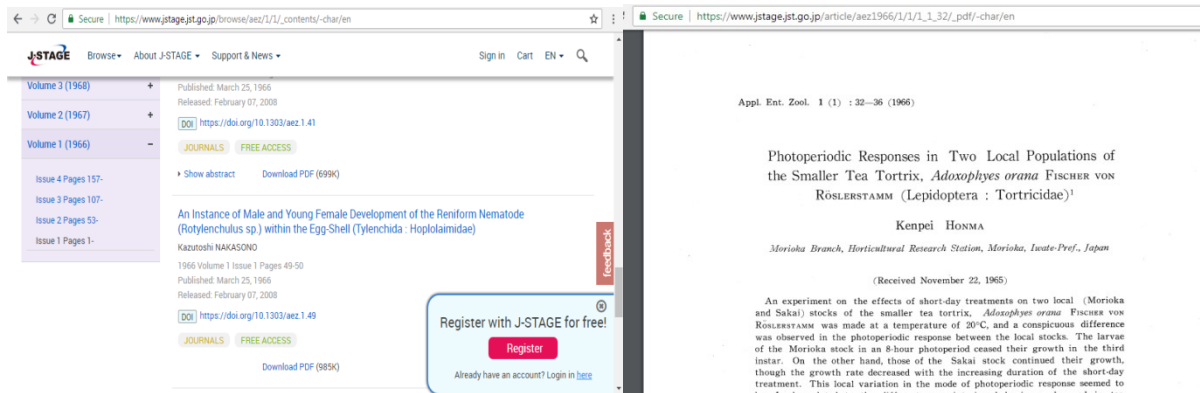 Secure | https://www.jstage.jst.go.jp/browse/aez/1/1/_contents/-char/en
J-STAGE Browse About J-STAGE Support & News Sign in Cart EN
Volume 3 (1968) +
Volume 2 (1967) +
Volume 1 (1966) -
Issue 4 Pages 157-
Issue 3 Pages 107-
Issue 2 Pages 53-
Issue 1 Pages 1-
Published: March 25, 1966
Released: February 07, 2008
DOI https://doi.org/10.1303/aez.1.41
JOURNALS FREE ACCESS
Show abstract Download PDF (699K)
An Instance of Male and Young Female Development of the Reniform Nematode
(Rotylenchulus sp.) within the Egg-Shell (Tylenchida : Hoplolaimidae)
Kazutoshi NAKASONO
1966 Volume 1 Issue 1 Pages 49-50
Published: March 25, 1966
Released: February 07, 2008
DOI https://doi.org/10.1303/aez.1.49
JOURNALS FREE ACCESS
Download PDF (985K)
feedback
Register with J-STAGE for free!
Register
Already have an account? Login in here
Secure | https://www.jstage.jst.go.jp/article/aez1966/1/1/1_1_32/_pdf/-char/en
Appl. Ent. Zool. 1 (1) : 32—36 (1966)
Photoperiodic Responses in Two Local Populations of
the Smaller Tea Tortrix, Adoxophyes orana FISCHER VON
RÖSLERSTAMM (Lepidoptera : Tortricidae)¹
Kenpei HONMA
Morioka Branch, Horticultural Research Station, Morioka, Iwate-Pref., Japan
(Received November 22, 1965)
An experiment on the effects of short-day treatments on two local (Morioka
and Sakai) stocks of the smaller tea tortrix, Adoxophyes orana FISCHER VON
RÖSLERSTAMM was made at a temperature of 20°C, and a conspicuous difference
was observed in the photoperiodic response between the local stocks. The larvae
of the Morioka stock in an 8-hour photoperiod ceased their growth in the third
instar. On the other hand, those of the Sakai stock continued their growth,
though the growth rate decreased with the increasing duration of the short-day
treatment. This local variation in the mode of photoperiodic response seemed to